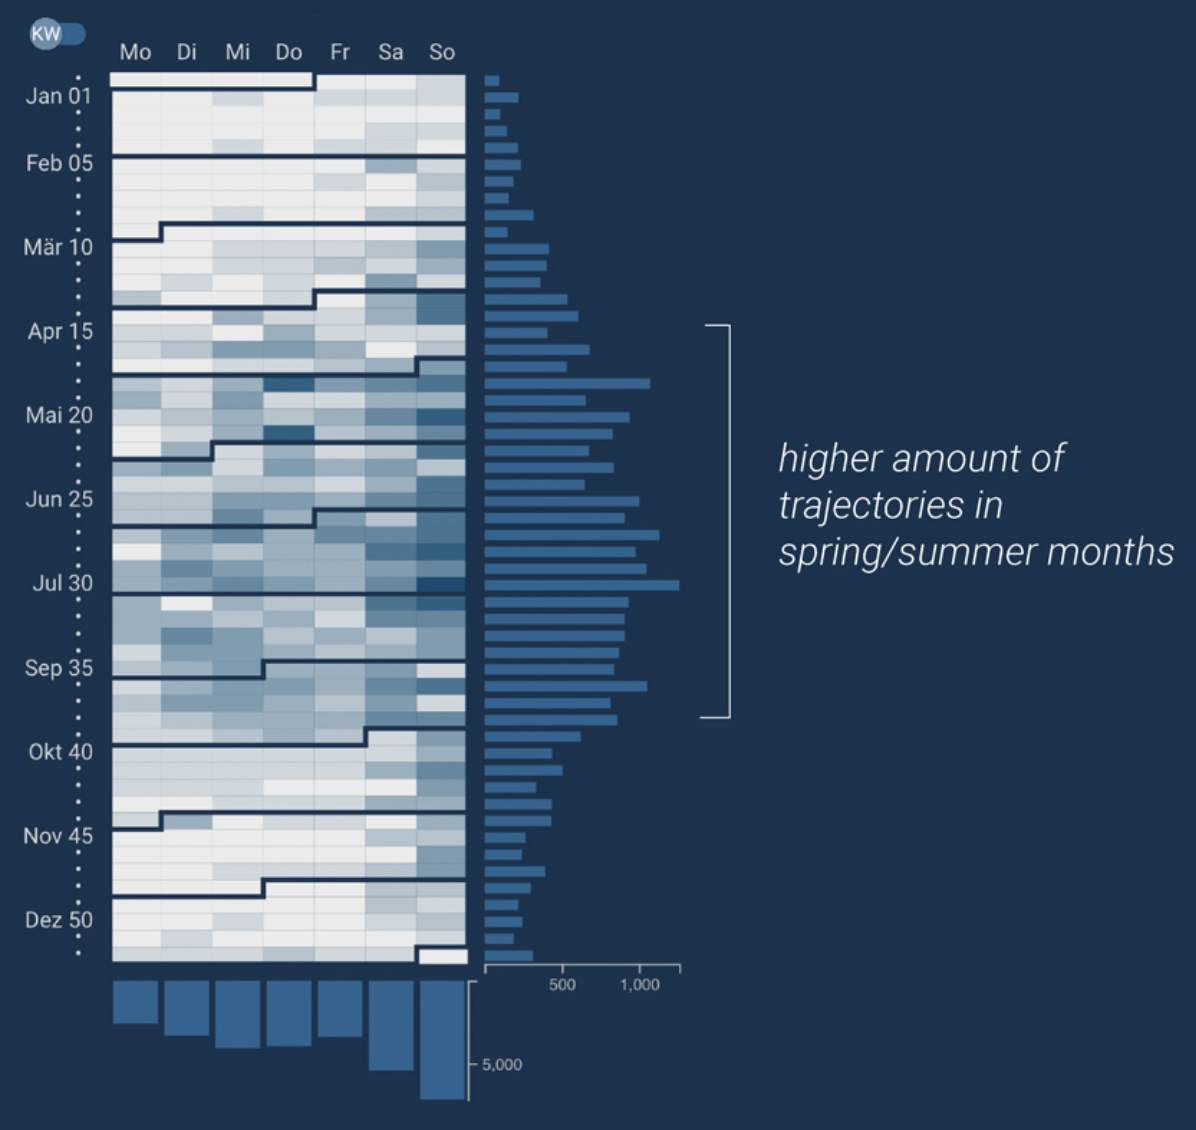 KW
Mo Di Mi Do Fr Sa So
Jan 01
Feb 05
Mär 10
Apr 15
Mai 20
Jun 25
Jul 30
Sep 35
Okt 40
Nov 45
Dez 50
higher amount of
trajectories in
spring/summer months
500 1,000
5,000